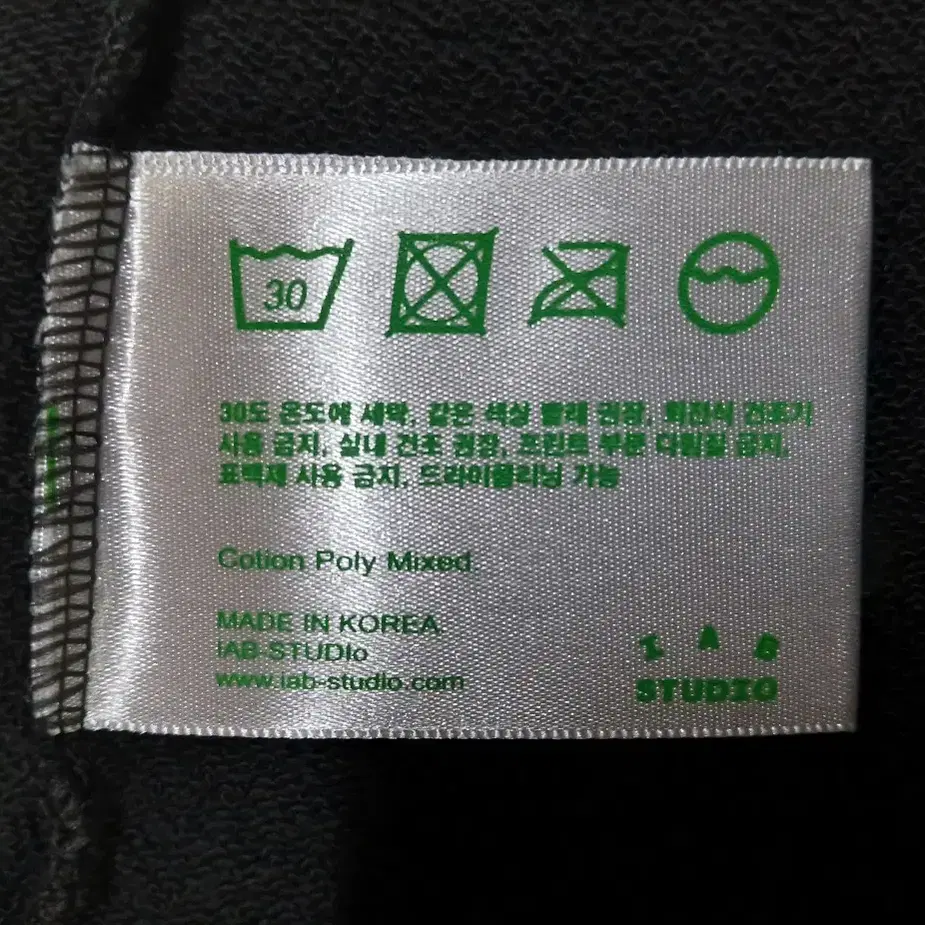 30
30도 온도에 세탁, 같은 색상 빨래 권장, 회전식 건조기
사용 금지, 실내 건조 권장, 프린트 부분 다림질 금지,
표백제 사용 금지, 드라이클리닝 가능
Cotton Poly Mixed.
MADE IN KOREA
IAB-STUDIo
www.iab-studio.com
I A B
STUDIO